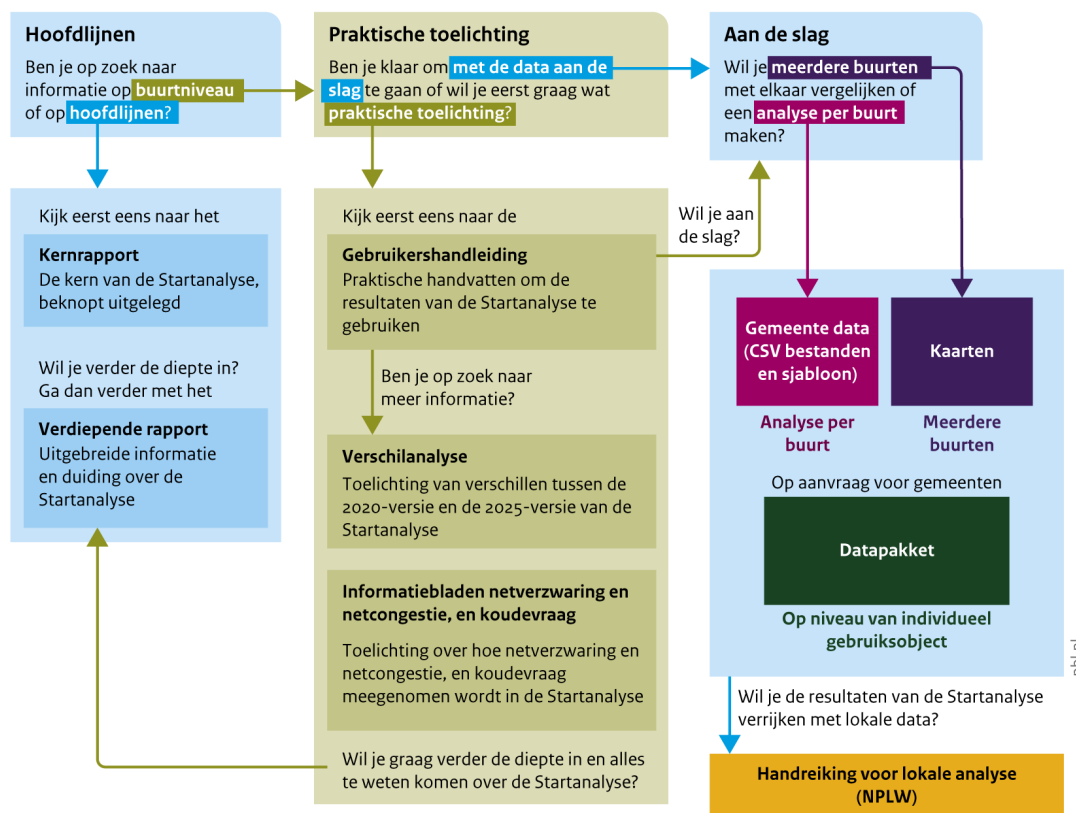 Hoofdlijnen
Ben je op zoek naar
informatie op buurtniveau
of op hoofdlijnen?
Kijk eerst eens naar het
Kernrapport
De kern van de Startanalyse,
beknopt uitgelegd
Wil je verder de diepte in?
Ga dan verder met het
Verdiepende rapport
Uitgebreide informatie
en duiding over de
Startanalyse
Praktische toelichting
Ben je klaar om met de data aan de
slag te gaan of wil je eerst graag wat
praktische toelichting?
Kijk eerst eens naar de
Gebruikershandleiding
Praktische handvatten om de
resultaten van de Startanalyse te
gebruiken
Ben je op zoek naar
meer informatie?
Verschilanalyse
Toelichting van verschillen tussen de
2020-versie en de 2025-versie van de
Startanalyse
Informatiebladen netverzwaring en
netcongestie, en koudevraag
Toelichting over hoe netverzwaring en
netcongestie, en koudevraag
meegenomen wordt in de Startanalyse
Wil je graag verder de diepte in en alles
te weten komen over de Startanalyse?
Wil je aan
de slag?
Aan de slag
Wil je meerdere buurten
met elkaar vergelijken of
een analyse per buurt
maken?
Gemeente data
(CSV bestanden
en sjabloon)
Analyse per
buurt
Kaarten
Meerdere
buurten
Op aanvraag voor gemeenten
Datapakket
Op niveau van individueel
gebruiksobject
Wil je de resultaten van de Startanalyse
verrijken met lokale data?
Handreiking voor lokale analyse
(NPLW)